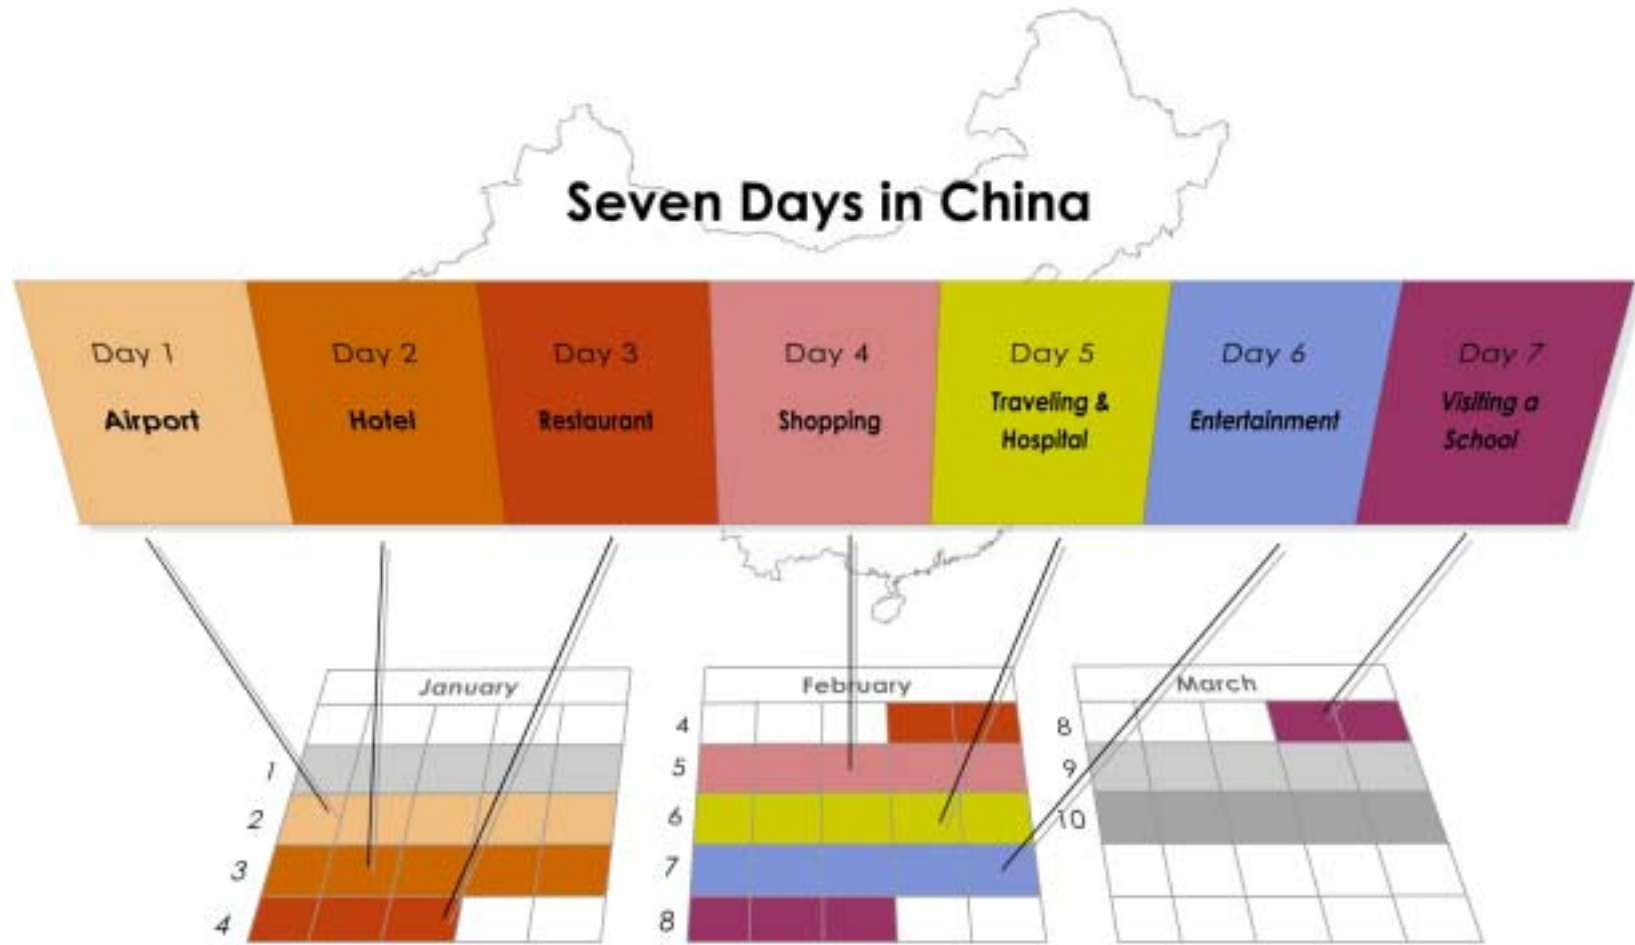 Seven Days in China
Day 1
Airport
Day 2
Hotel
Day 3
Restaurant
Day 4
Shopping
Day 5
Traveling &
Hospital
Day 6
Entertainment
Day 7
Visiting a
School
January
1
2
3
4
February
4
5
6
7
8
March
8
9
10